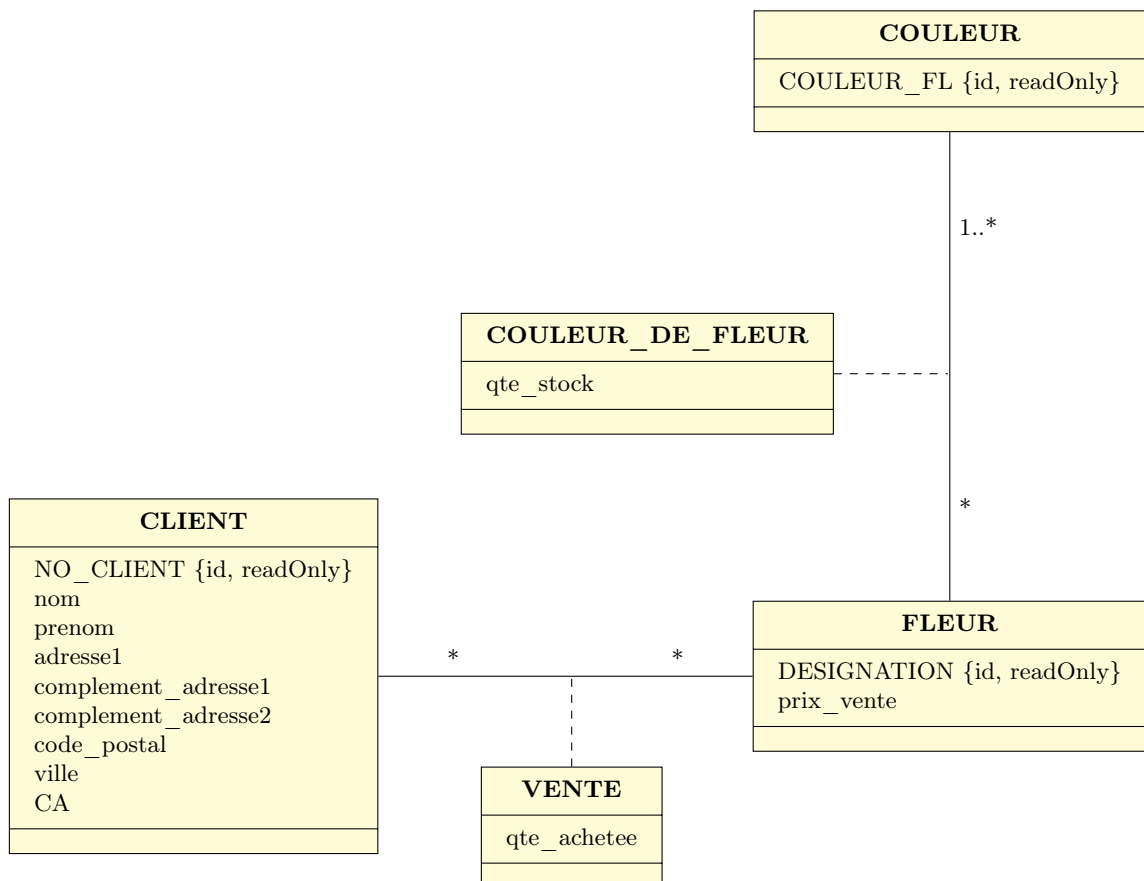 COULEUR
COULEUR_FL {id, readOnly}
1..*
COULEUR_DE_FLEUR
qte_stock
*
CLIENT
NO_CLIENT {id, readOnly}
nom
prenom
adresse1
complement_adresse1
complement_adresse2
code_postal
ville
CA
*
*
FLEUR
DESIGNATION {id, readOnly}
prix_vente
VENTE
qte_achetee